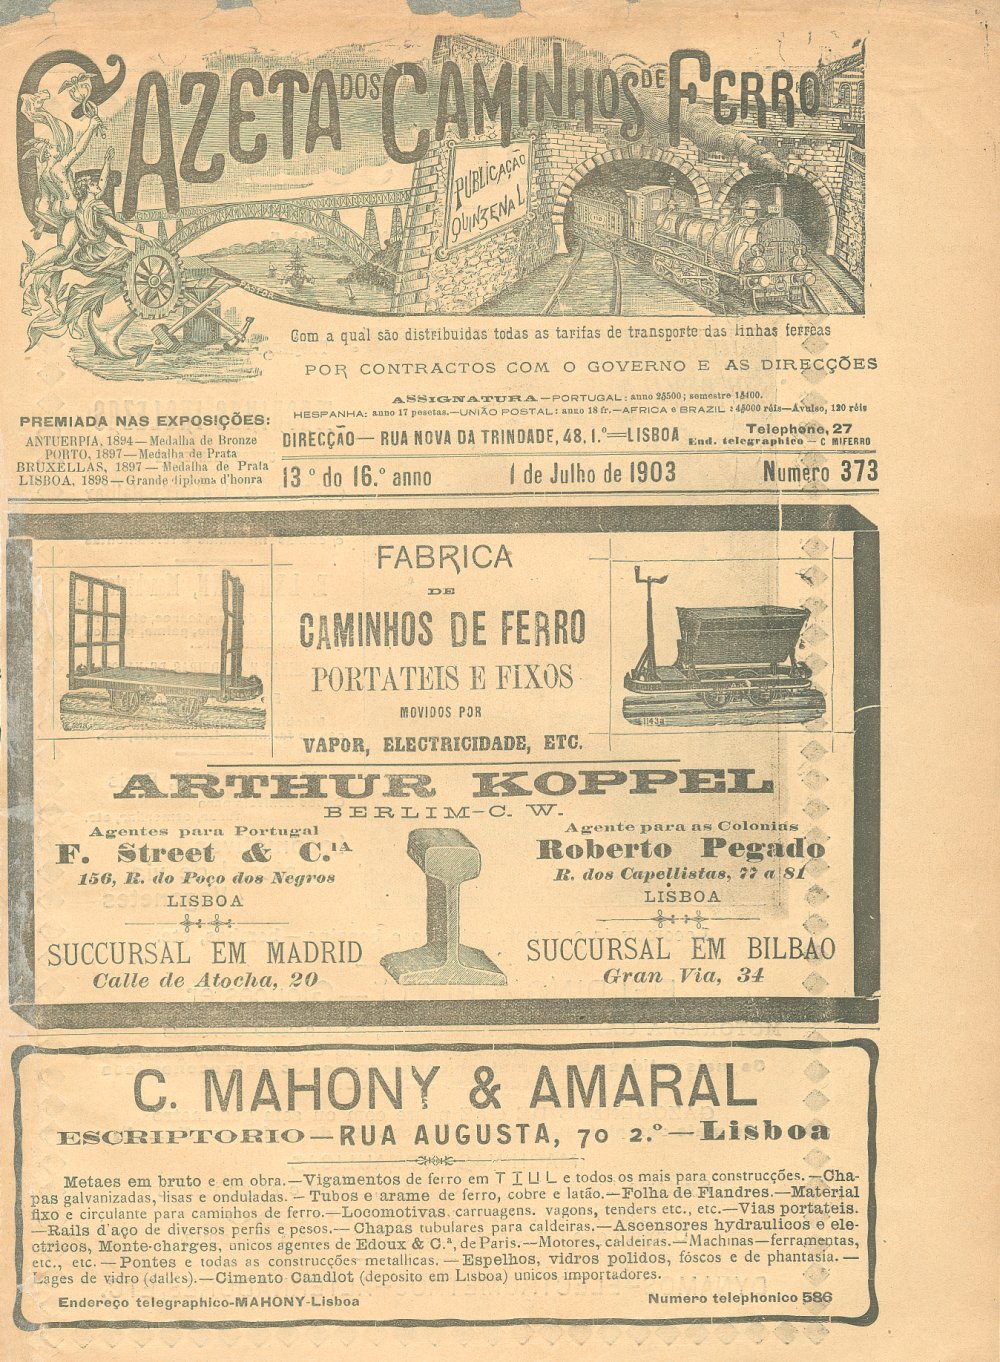 GAZETA DOS CAMINHOS DE FERRO
PUBLICAÇÃO
QUINZENAL
PASTOR
Com a qual são distribuidas todas as tarifas de transporte das linhas ferreas
POR CONTRACTOS COM O GOVERNO E AS DIRECÇÕES
PREMIADA NAS EXPOSIÇÕES:
ANTUERPIA, 1894—Medalha de Bronze
PORTO, 1897—Medalha de Prata
BRUXELLAS, 1897—Medalha de Prata
LISBOA, 1898—Grande diploma d'honra
ASSIGNATURA—PORTUGAL: anno 2$500; semestre 1$400.
HESPANHA: anno 17 pesetas.—UNIÃO POSTAL: anno 18 fr.—AFRICA e BRAZIL: 4$000 réis—Avulso, 120 réis
DIRECÇÃO—RUA NOVA DA TRINDADE, 48, 1.º—LISBOA
Telephone, 27
End. telegraphico—C MIFERRO
13º do 16.º anno
1 de Julho de 1903
Numero 373
FABRICA
DE
CAMINHOS DE FERRO
PORTATEIS E FIXOS
MOVIDOS POR
VAPOR, ELECTRICIDADE, ETC.
1143a
ARTHUR KOPPEL
BERLIM-C. W.
Agentes para Portugal
F. Street & C.IA
156, R. do Poço dos Negros
LISBOA
SUCCURSAL EM MADRID
Calle de Atocha, 20
Agente para as Colonias
Roberto Pegado
R. dos Capellistas, 77 a 81
LISBOA
SUCCURSAL EM BILBAO
Gran Via, 34
C. MAHONY & AMARAL
ESCRIPTORIO—RUA AUGUSTA, 70 2.º—Lisboa
Metaes em bruto e em obra.—Vigamentos de ferro em T I U L e todos os mais para construcções.—Cha-
pas galvanizadas, lisas e onduladas.—Tubos e arame de ferro, cobre e latão.—Folha de Flandres.—Material
fixo e circulante para caminhos de ferro.—Locomotivas, carruagens, vagons, tenders etc., etc.—Vias portateis.
—Rails d'aço de diversos perfis e pesos.—Chapas tubulares para caldeiras.—Ascensores hydraulicos e ele-
ctricos, Monte-charges, unicos agentes de Edoux & C.ª, de Paris.—Motores, caldeiras.—Machinas—ferramentas,
etc., etc.—Pontes e todas as construcções metallicas.—Espelhos, vidros polidos, fóscos e de phantasia.—
Lages de vidro (dalles).—Cimento Candlot (deposito em Lisboa) unicos importadores.
Endereço telegraphico-MAHONY-Lisboa
Numero telephonico 586